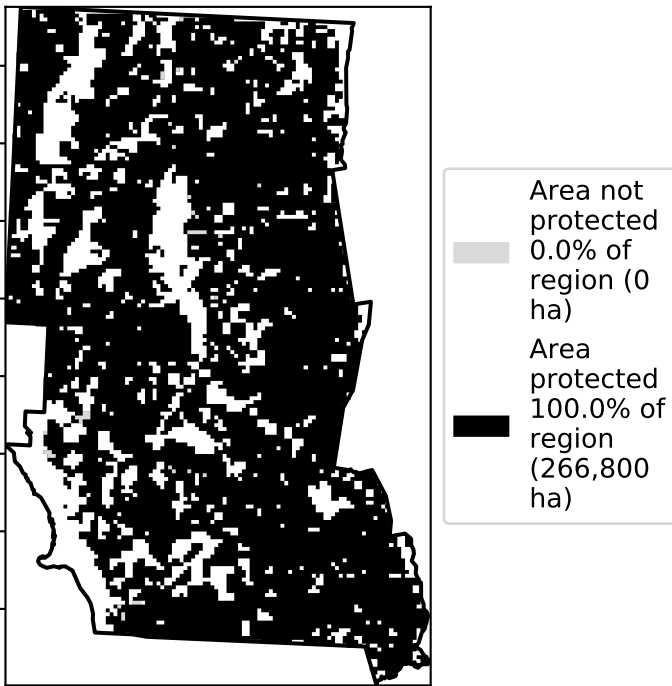 Area not
protected
0.0% of
region (0
ha)
Area
protected
100.0% of
region
(266,800
ha)